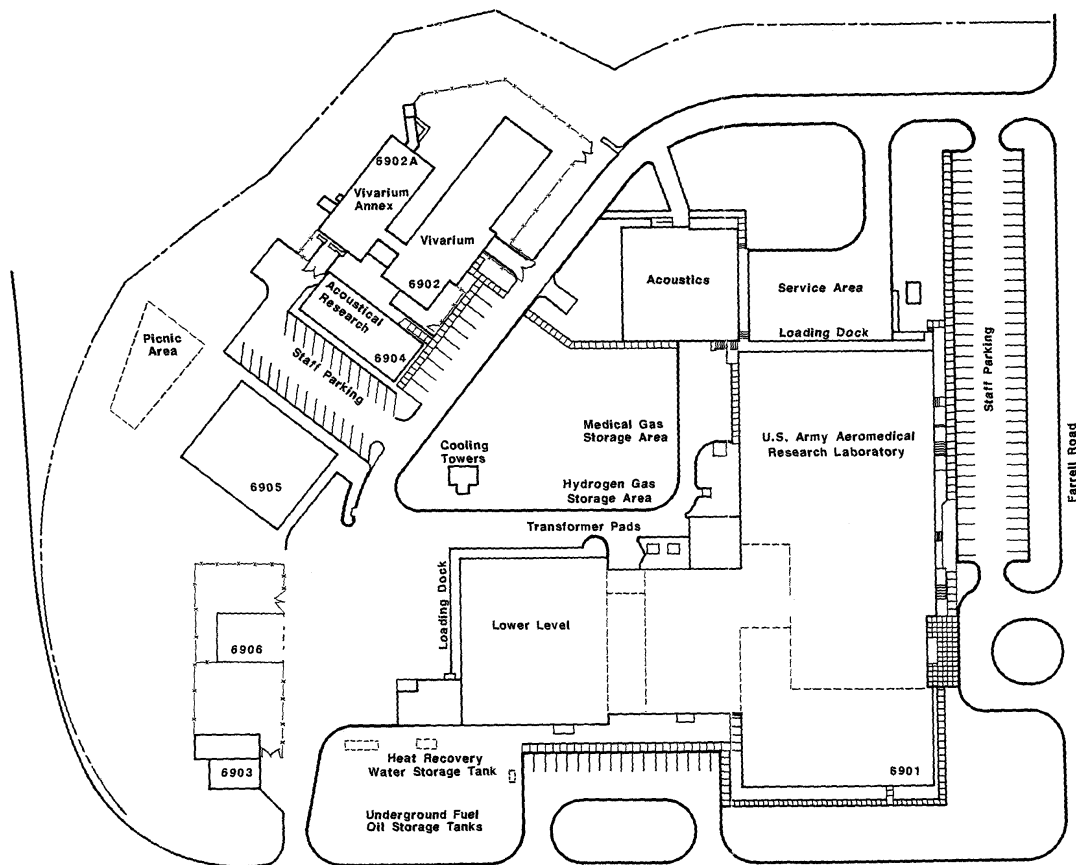 6902A
Vivarium
Annex
Vivarium
6902
Acoustical
Research
6904
Staff Parking
Picnic
Area
6905
Acoustics
Service Area
Loading Dock
Staff Parking
Farrell Road
Medical Gas
Storage Area
U.S. Army Aeromedical
Research Laboratory
Cooling
Towers
Hydrogen Gas
Storage Area
Transformer Pads
Loading Dock
Lower Level
6906
6903
Heat Recovery
Water Storage Tank
6901
Underground Fuel
Oil Storage Tanks